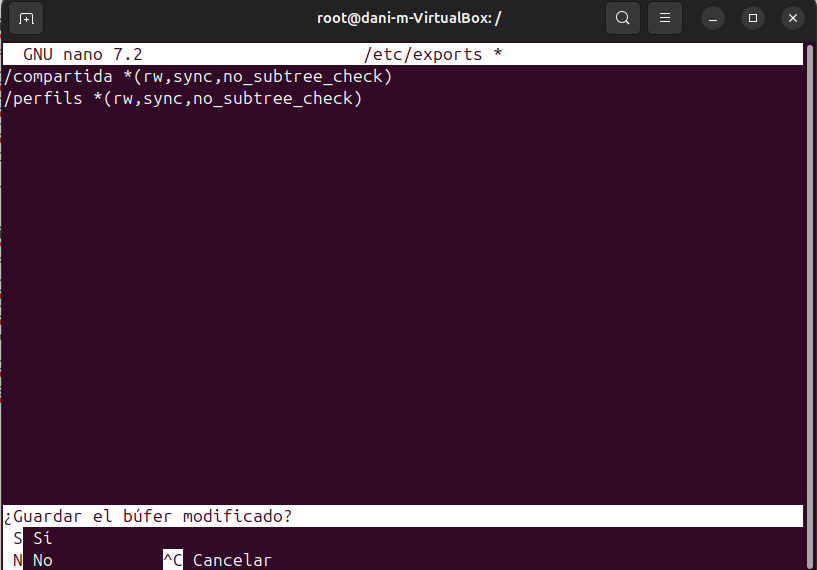 root@dani-m-VirtualBox: /
GNU nano 7.2 /etc/exports *
/compartida *(rw,sync,no_subtree_check)
/perfils *(rw,sync,no_subtree_check)
¿Guardar el búfer modificado?
S Sí
N No ^C Cancelar